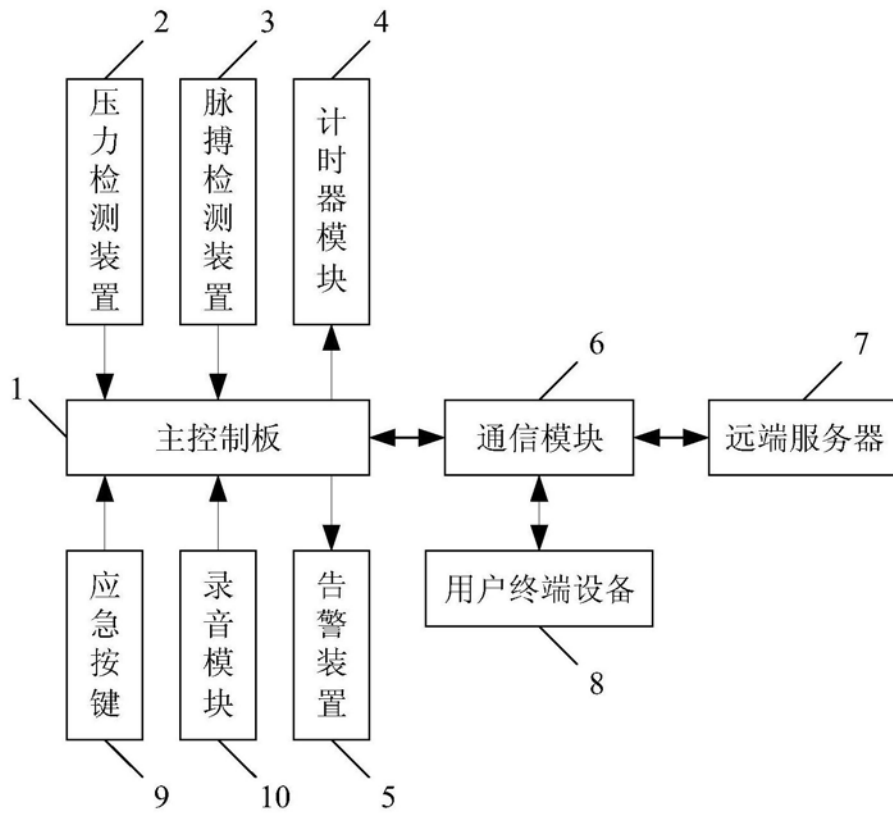 2
3
4
压力检测装置
脉搏检测装置
计时器模块
1
6
7
主控制板
通信模块
远端服务器
应急按键
录音模块
告警装置
用户终端设备
8
9
10
5